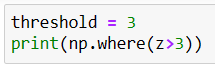 threshold = 3
print(np.where(z>3))